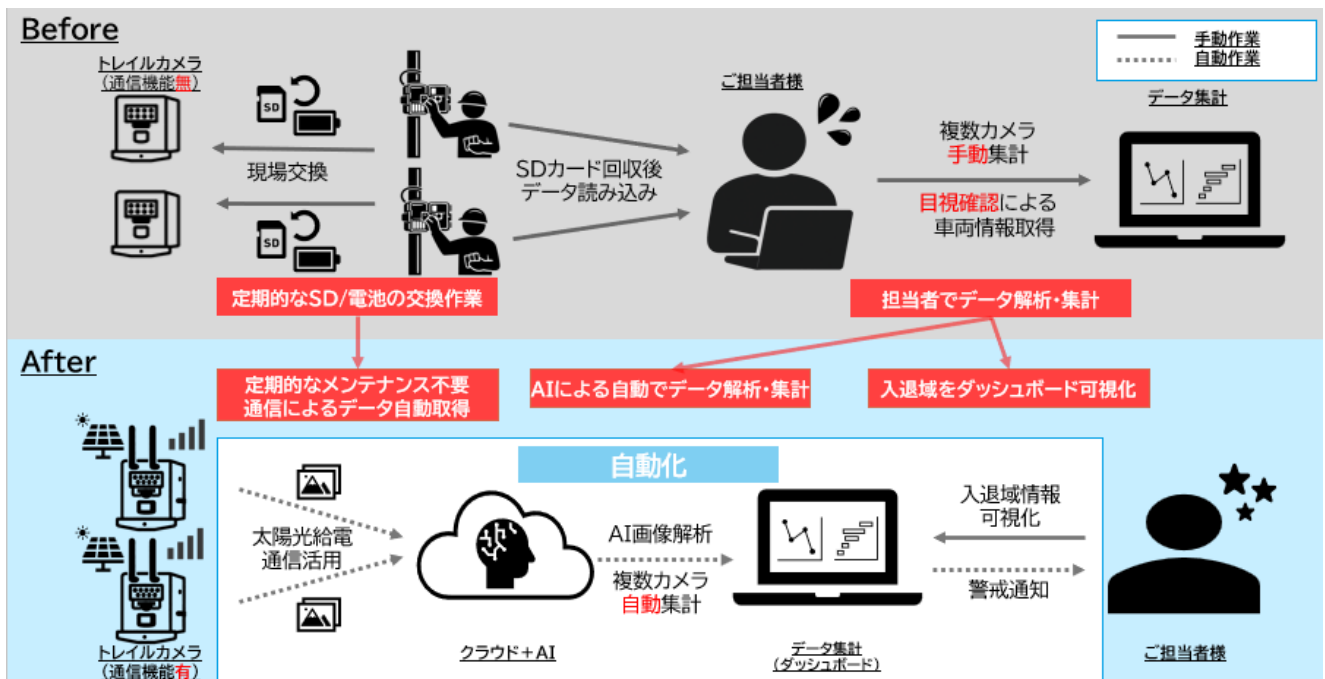 Before
手動作業
自動作業
トレイルカメラ
(通信機能無)
SD
現場交換
SD
SDカード回収後
データ読み込み
ご担当者様
複数カメラ
手動集計
目視確認による
車両情報取得
データ集計
定期的なSD/電池の交換作業
担当者でデータ解析・集計
After
定期的なメンテナンス不要
通信によるデータ自動取得
AIによる自動でデータ解析・集計
入退域をダッシュボード可視化
自動化
太陽光給電
通信活用
AI画像解析
複数カメラ
自動集計
入退域情報
可視化
警戒通知
トレイルカメラ
(通信機能有)
クラウド+AI
データ集計
(ダッシュボード)
ご担当者様